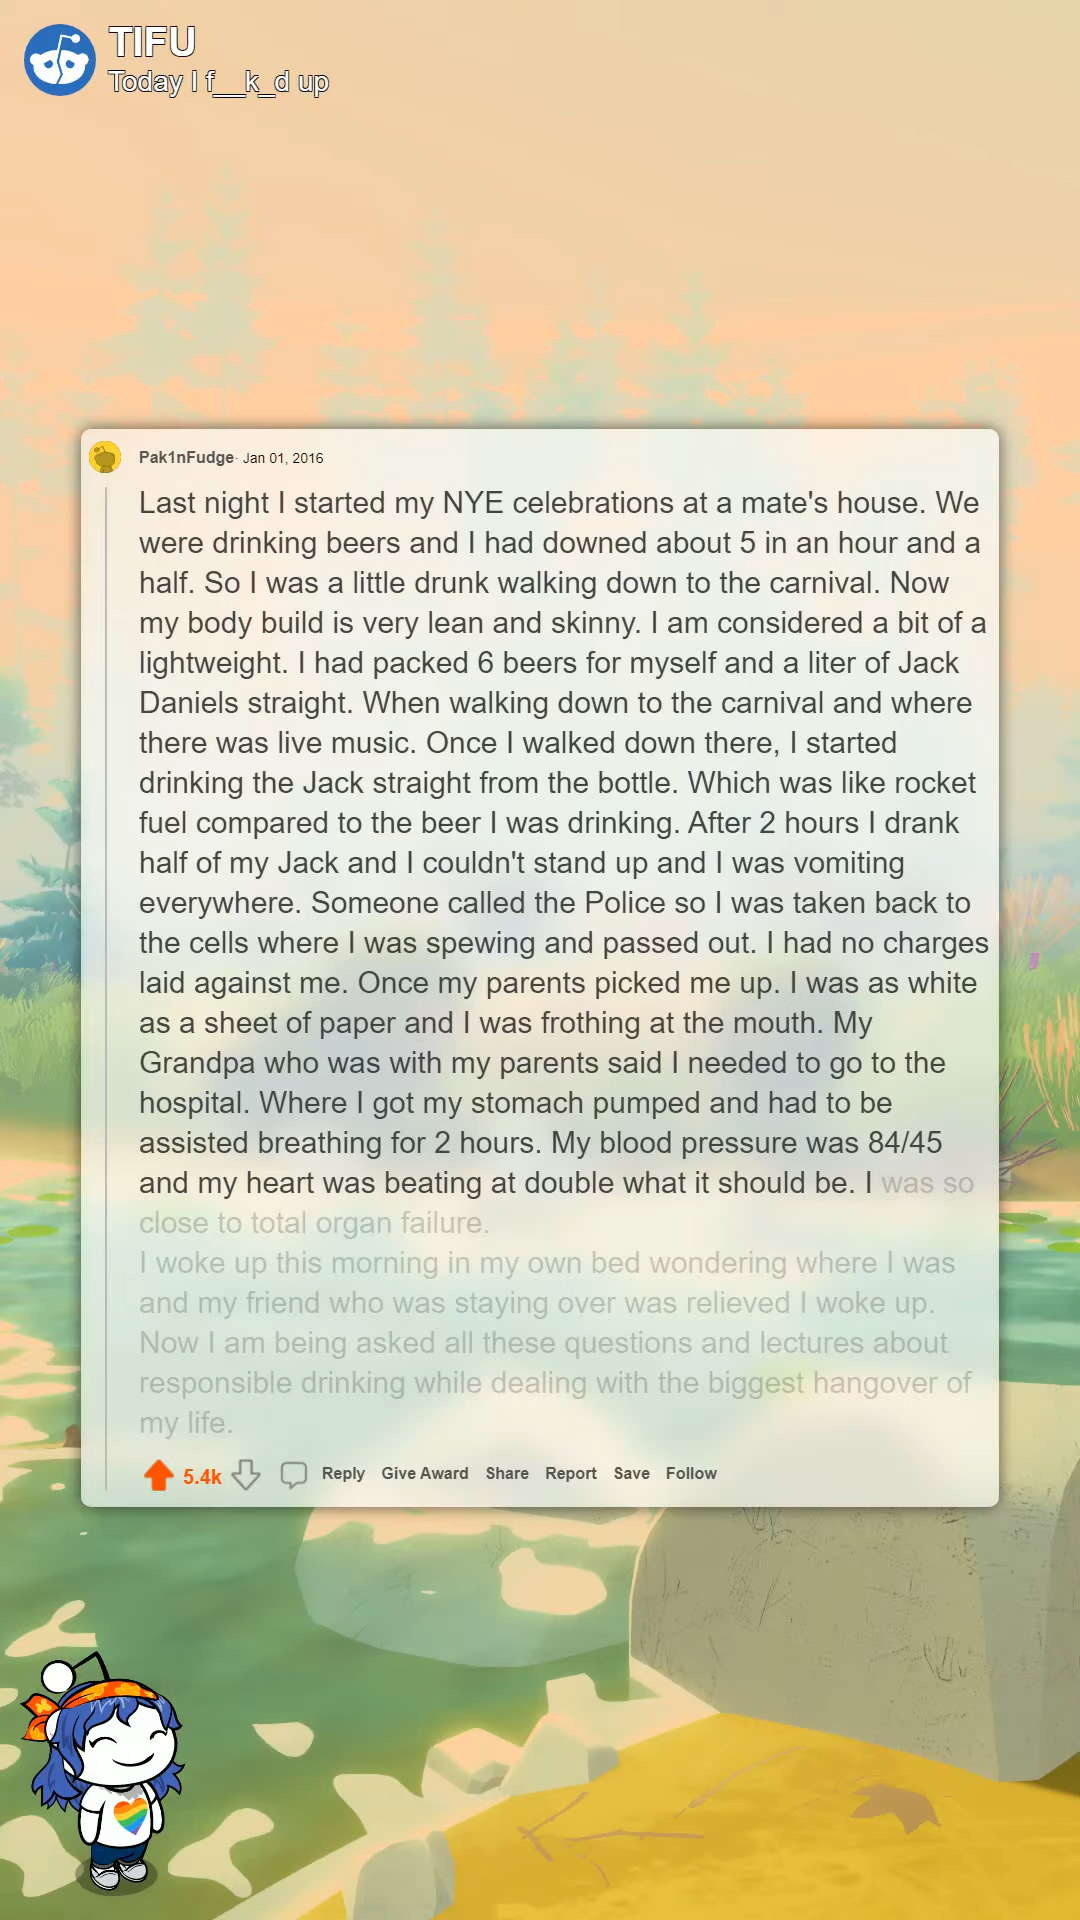 TIFU
Today I f__k_d up
Pak1nFudge· Jan 01, 2016
Last night I started my NYE celebrations at a mate's house. We
were drinking beers and I had downed about 5 in an hour and a
half. So I was a little drunk walking down to the carnival. Now
my body build is very lean and skinny. I am considered a bit of a
lightweight. I had packed 6 beers for myself and a liter of Jack
Daniels straight. When walking down to the carnival and where
there was live music. Once I walked down there, I started
drinking the Jack straight from the bottle. Which was like rocket
fuel compared to the beer I was drinking. After 2 hours I drank
half of my Jack and I couldn't stand up and I was vomiting
everywhere. Someone called the Police so I was taken back to
the cells where I was spewing and passed out. I had no charges
laid against me. Once my parents picked me up. I was as white
as a sheet of paper and I was frothing at the mouth. My
Grandpa who was with my parents said I needed to go to the
hospital. Where I got my stomach pumped and had to be
assisted breathing for 2 hours. My blood pressure was 84/45
and my heart was beating at double what it should be. I was so
close to total organ failure.
I woke up this morning in my own bed wondering where I was
and my friend who was staying over was relieved I woke up.
Now I am being asked all these questions and lectures about
responsible drinking while dealing with the biggest hangover of
my life.
5.4k Reply Give Award Share Report Save Follow